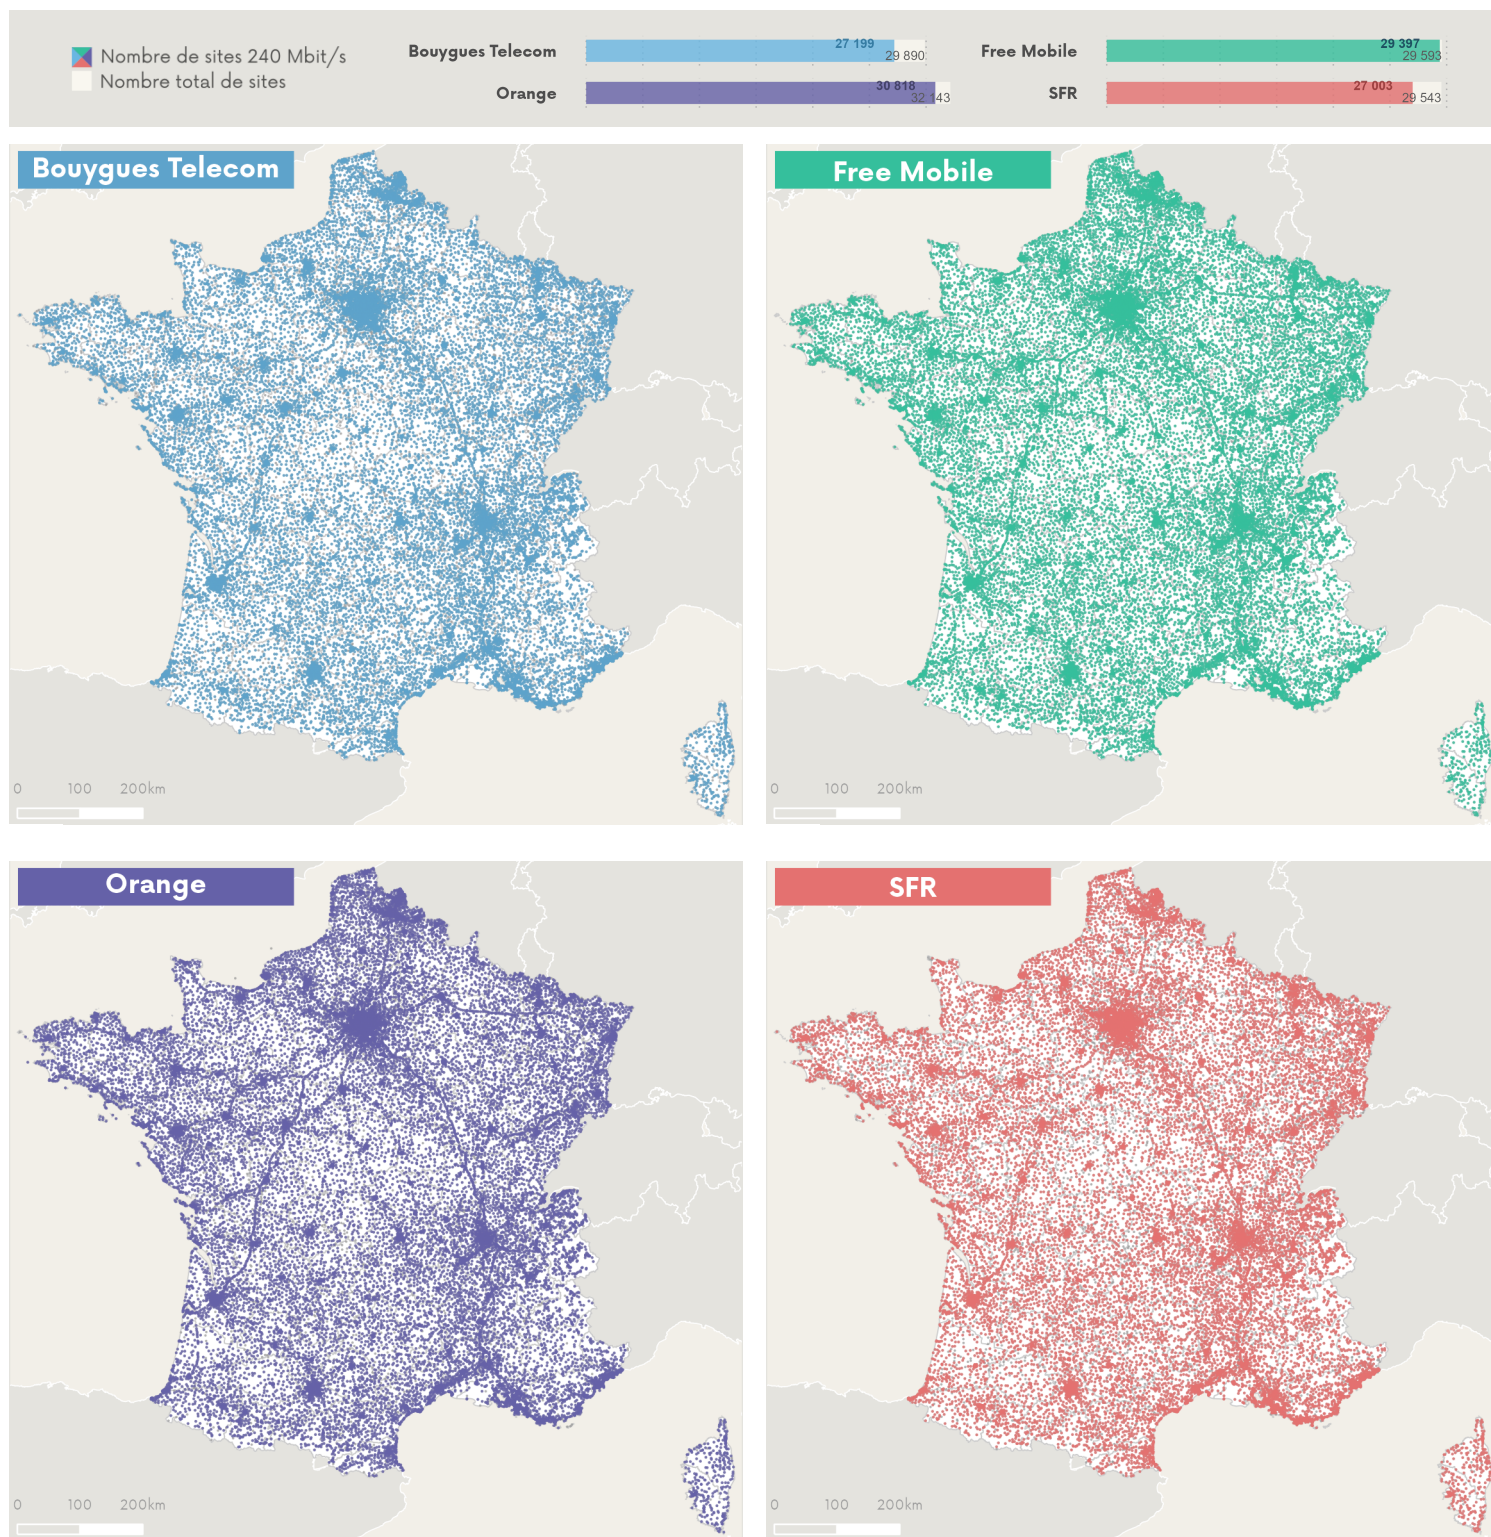 Nombre de sites 240 Mbit/s
Nombre total de sites
Bouygues Telecom
27 199
29 890
Orange
30 818
32 143
Free Mobile
29 397
29 593
SFR
27 003
29 543
Bouygues Telecom
0 100 200km
Free Mobile
0 100 200km
Orange
0 100 200km
SFR
0 100 200km